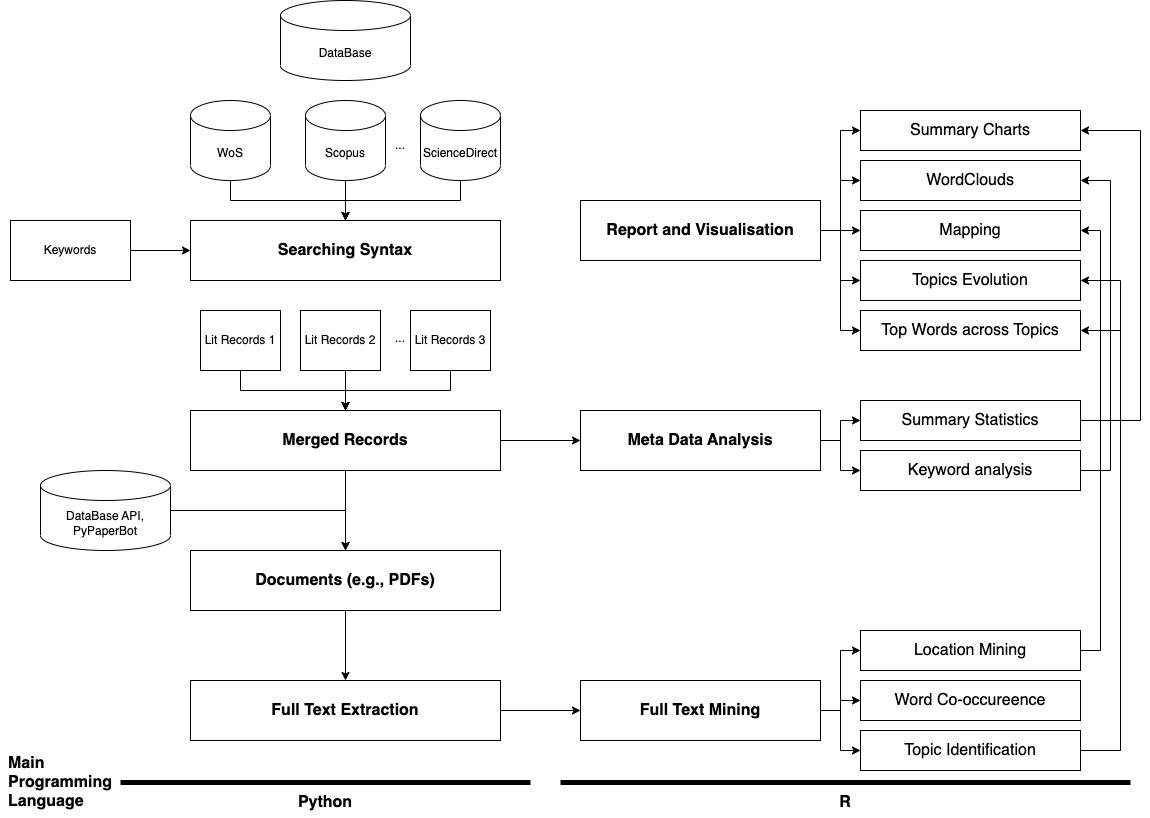 DataBase
WoS
Scopus
...
ScienceDirect
Keywords
Searching Syntax
Lit Records 1
Lit Records 2
...
Lit Records 3
Merged Records
DataBase API,
PyPaperBot
Documents (e.g., PDFs)
Full Text Extraction
Report and Visualisation
Summary Charts
WordClouds
Mapping
Topics Evolution
Top Words across Topics
Meta Data Analysis
Summary Statistics
Keyword analysis
Full Text Mining
Location Mining
Word Co-occureence
Topic Identification
Main
Programming
Language
Python
R